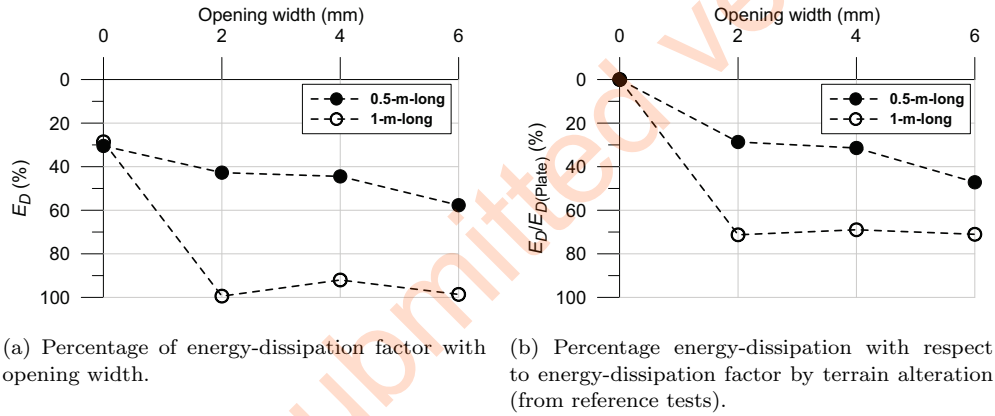 Opening width (mm)
0 2 4 6
0
20
40
60
80
100
E_D (%)
0.5-m-long
1-m-long
(a) Percentage of energy-dissipation factor with
opening width.
Opening width (mm)
0 2 4 6
0
20
40
60
80
100
E_D/E_D(Plate) (%)
0.5-m-long
1-m-long
(b) Percentage energy-dissipation with respect
to energy-dissipation factor by terrain alteration
(from reference tests).
ubmitted ve